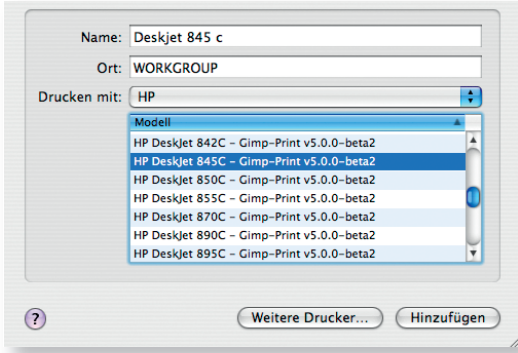 Name: Deskjet 845 c
Ort: WORKGROUP
Drucken mit: HP
Modell
HP DeskJet 842C – Gimp-Print v5.0.0-beta2
HP DeskJet 845C – Gimp-Print v5.0.0-beta2
HP DeskJet 850C – Gimp-Print v5.0.0-beta2
HP DeskJet 855C – Gimp-Print v5.0.0-beta2
HP DeskJet 870C – Gimp-Print v5.0.0-beta2
HP DeskJet 890C – Gimp-Print v5.0.0-beta2
HP DeskJet 895C – Gimp-Print v5.0.0-beta2
? Weitere Drucker... Hinzufügen